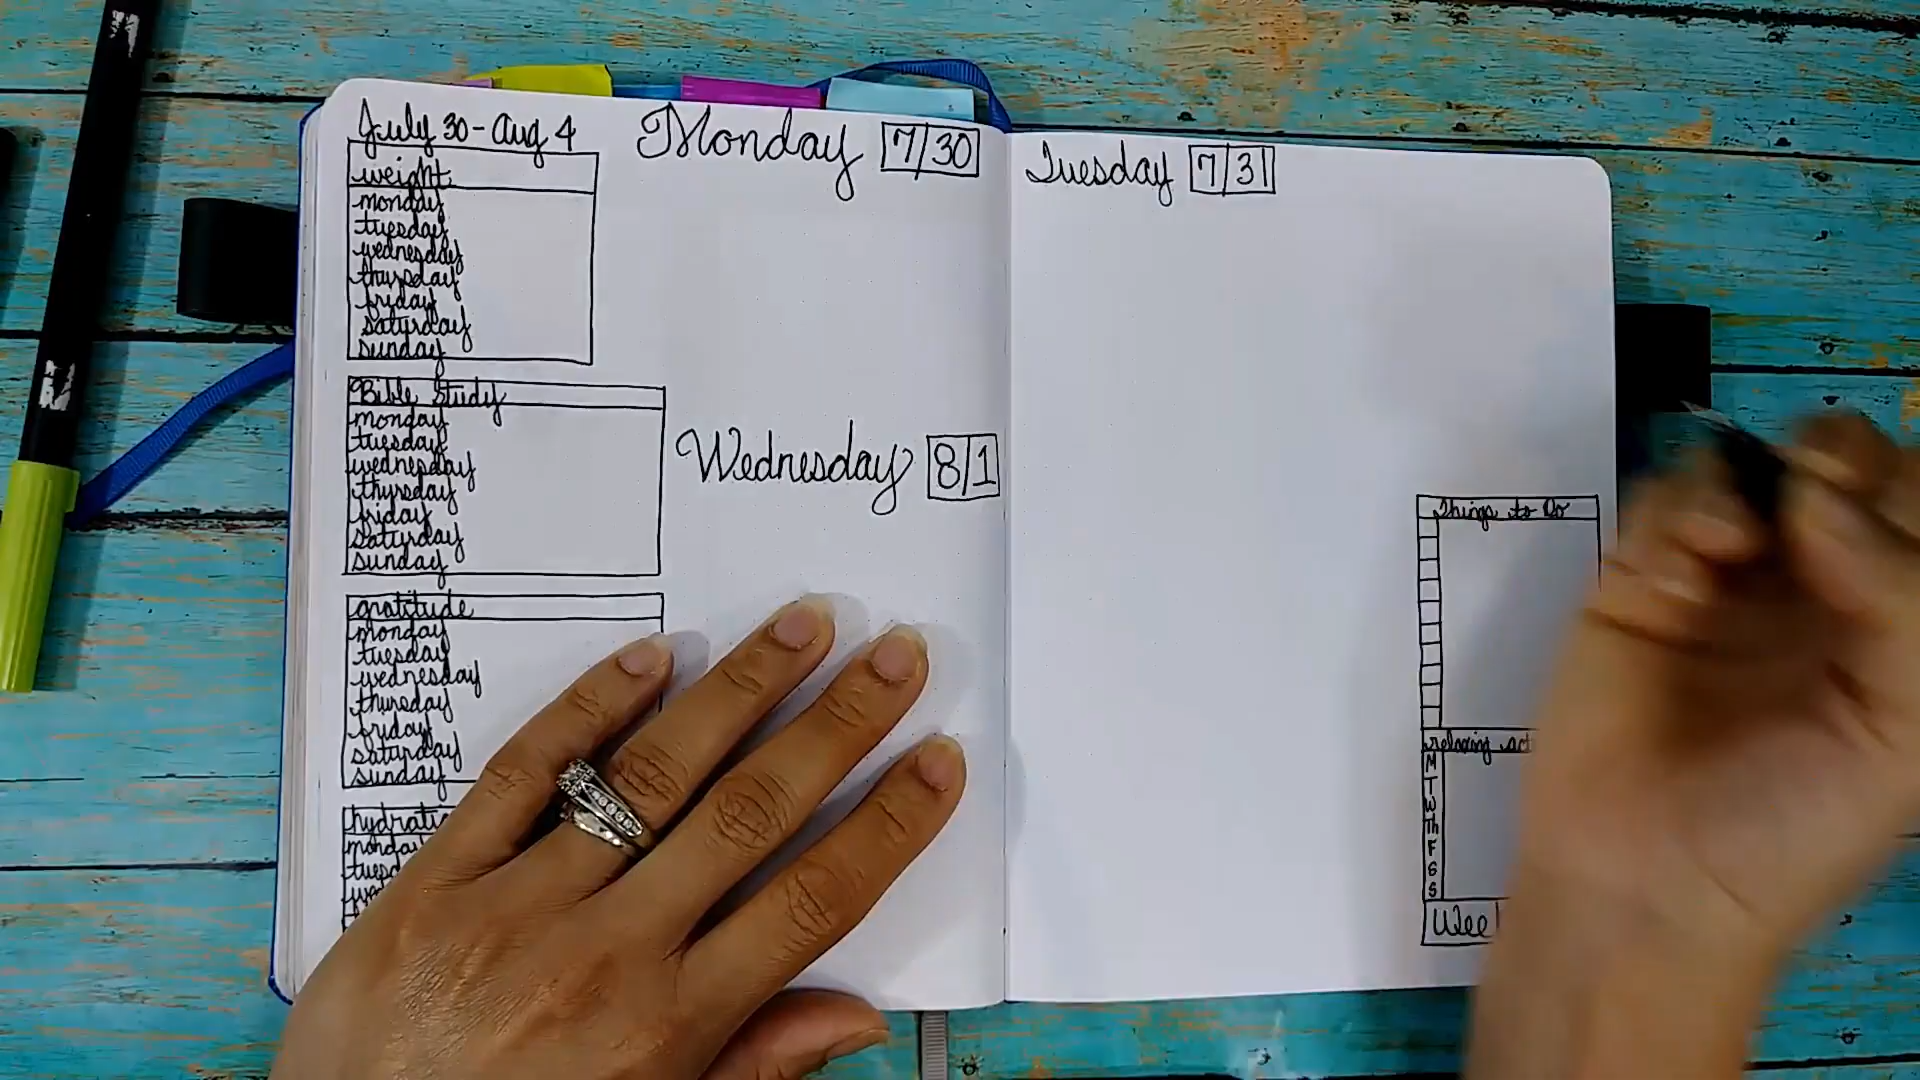 July 30 - Aug 4
weight
monday
tuesday
wednesday
thursday
friday
saturday
sunday
Bible Study
monday
tuesday
wednesday
thursday
friday
saturday
sunday
gratitude
monday
tuesday
wednesday
thursday
friday
saturday
sunday
monday
Monday 7/30
Wednesday 8/1
Tuesday 7/31
Things to Do
relaxing
M
T
W
Th
F
S
S